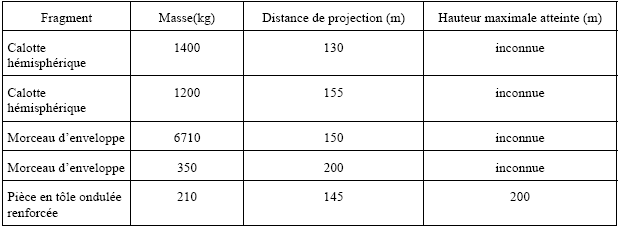 Fragment Masse(kg) Distance de projection (m) Hauteur maximale atteinte (m)
Calotte 1400 130 inconnue
hémisphérique
Calotte 1200 155 inconnue
hémisphérique
Morceau d’enveloppe 6710 150 inconnue
Morceau d’enveloppe 350 200 inconnue
Pièce en tôle ondulée 210 145 200
renforcée